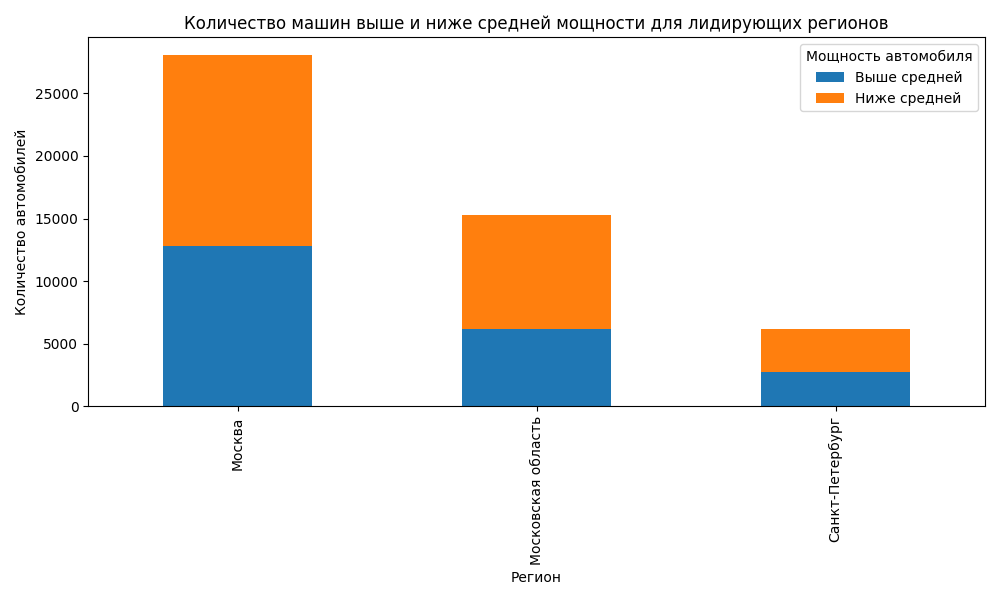 Количество машин выше и ниже средней мощности для лидирующих регионов
Мощность автомобиля
Выше средней
Ниже средней
Количество автомобилей
25000
20000
15000
10000
5000
0
Москва
Московская область
Санкт-Петербург
Регион